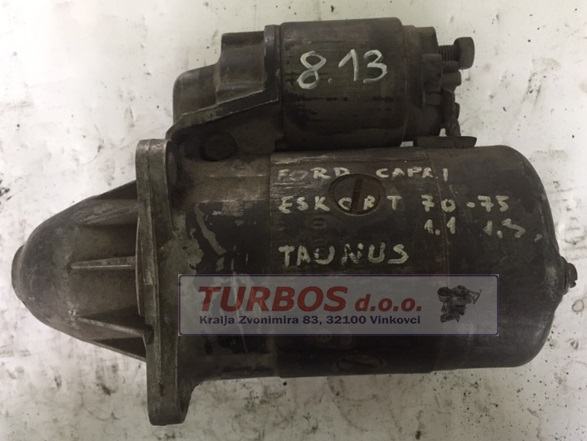 8.13
FORD CAPRI
ESKORT 70-75
1.1 1.3.
TAUNUS
TURBOS d.o.o.
Kralja Zvonimira 83, 32100 Vinkovci